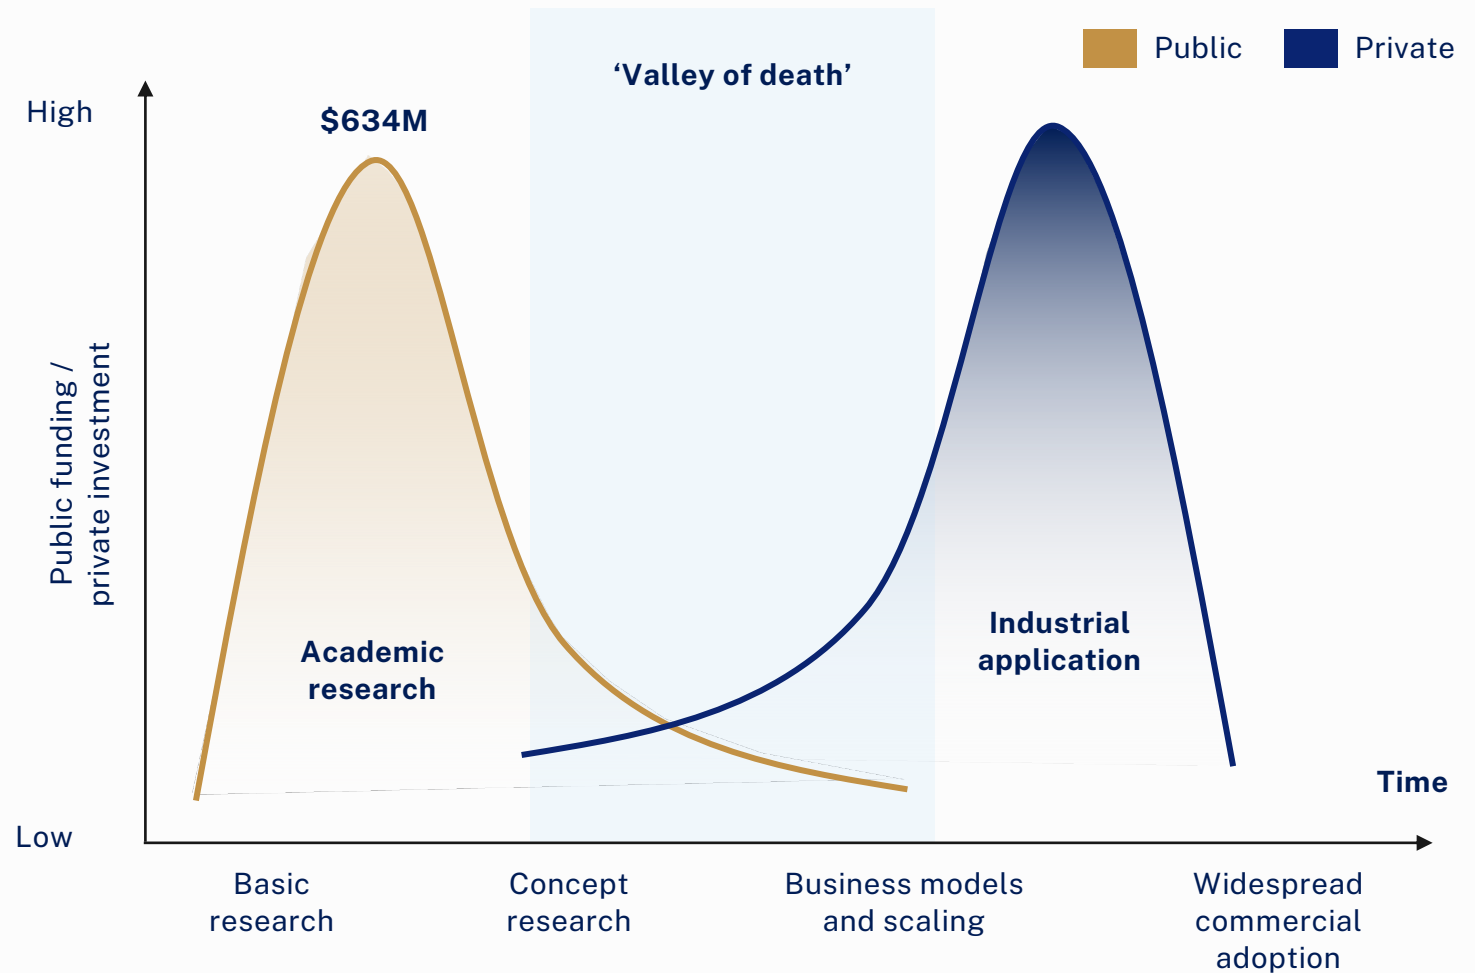 Public
Private
‘Valley of death’
High
$634M
Public funding /
private investment
Academic
research
Industrial
application
Time
Low
Basic
research
Concept
research
Business models
and scaling
Widespread
commercial
adoption